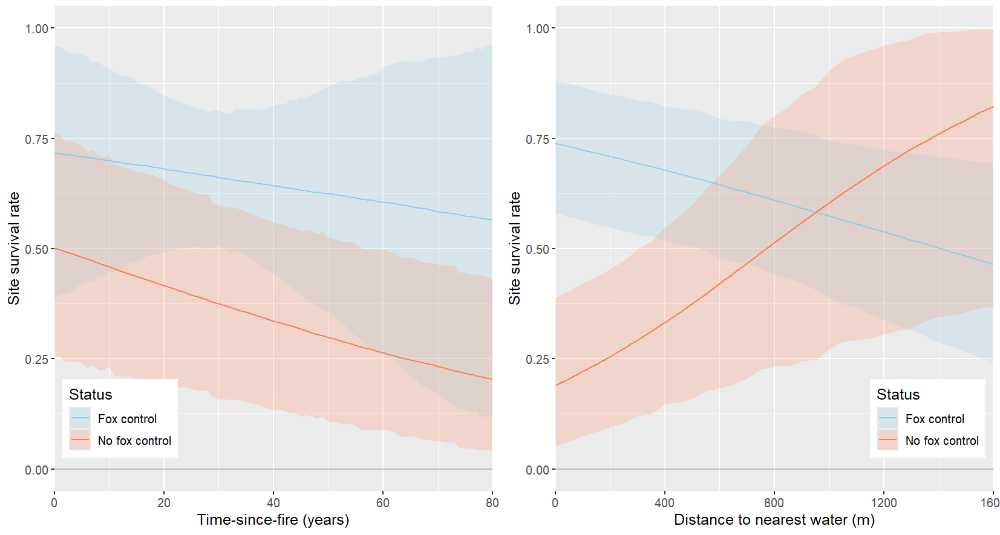 1.00
0.75
0.50
0.25
0.00
Site survival rate
0
20
40
60
80
Time-since-fire (years)
Status
Fox control
No fox control
1.00
0.75
0.50
0.25
0.00
Site survival rate
0
400
800
1200
160
Distance to nearest water (m)
Status
Fox control
No fox control